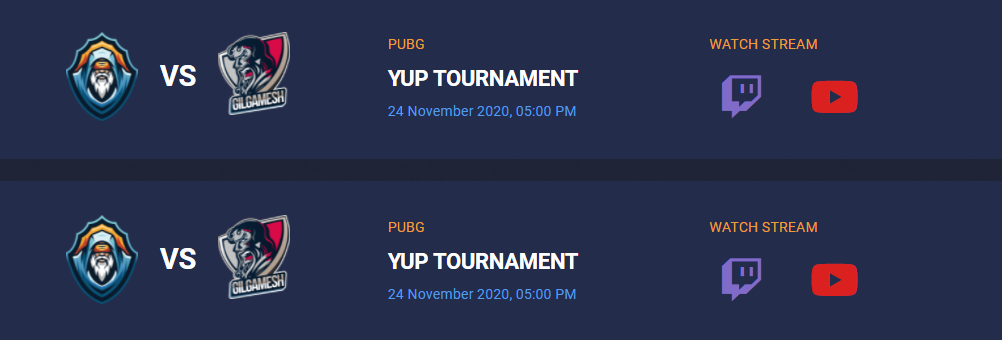 VS
GILGAMESH
PUBG
YUP TOURNAMENT
24 November 2020, 05:00 PM
WATCH STREAM
VS
GILGAMESH
PUBG
YUP TOURNAMENT
24 November 2020, 05:00 PM
WATCH STREAM